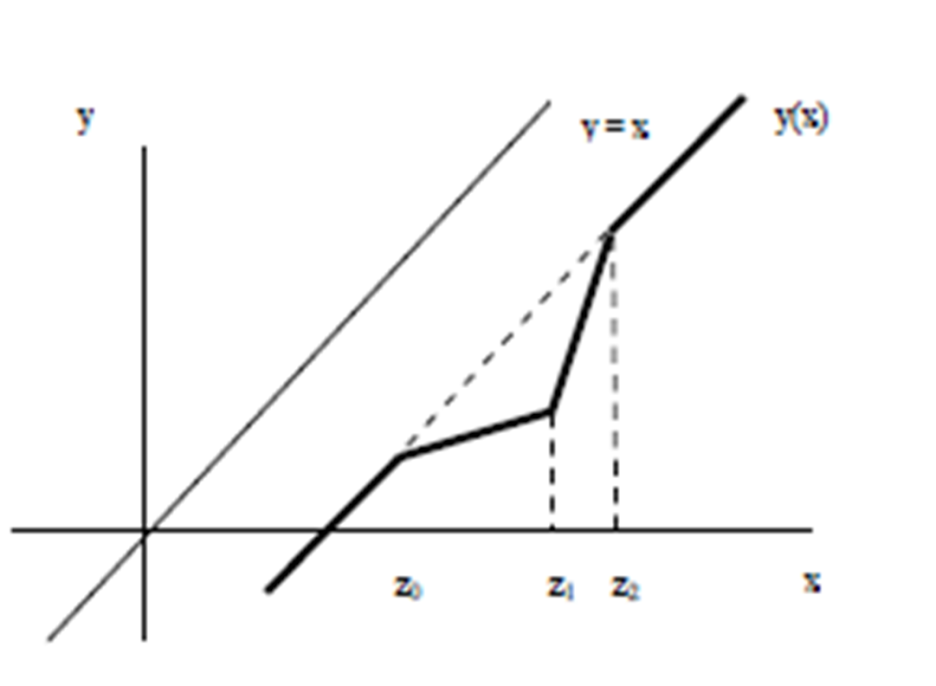 y
y = x
y(x)
z₀
z₁
z₂
x